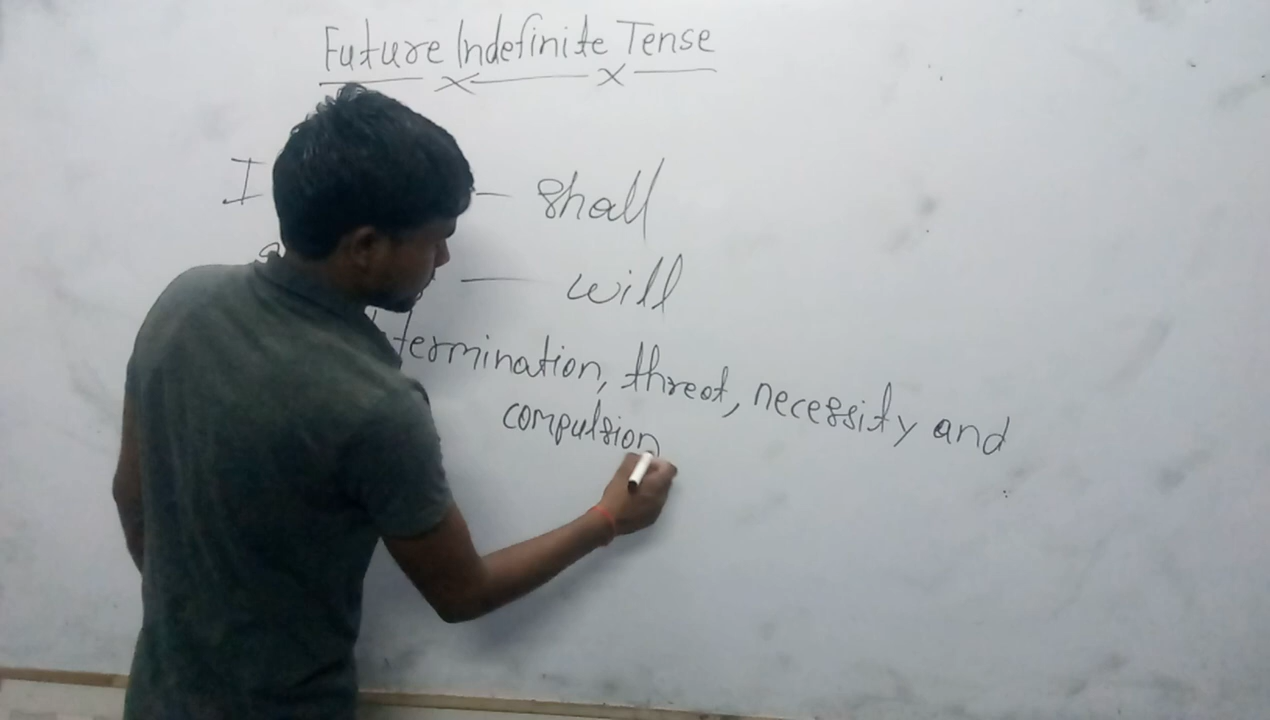 Future Indefinite Tense
I — shall
— will
termination, threat, necessity and
compulsion